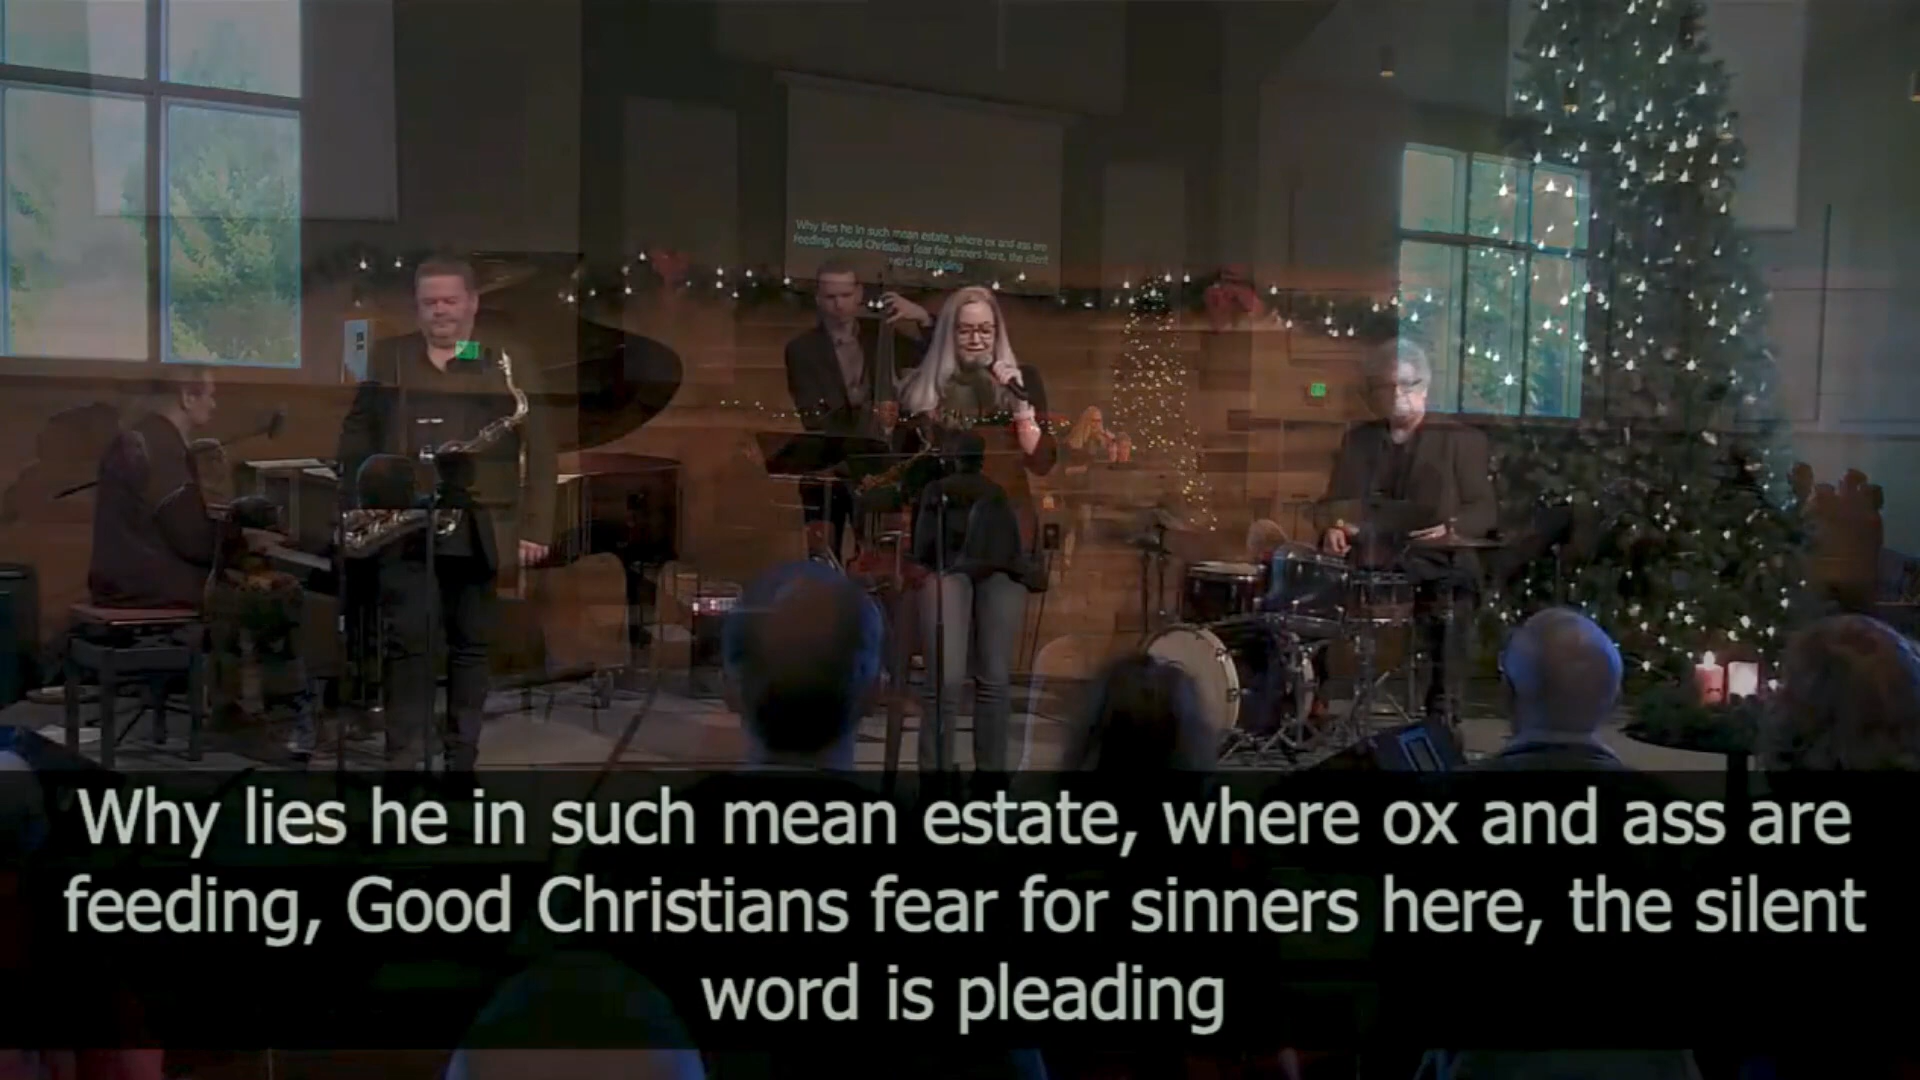 Why lies he in such mean estate, where ox and ass are
feeding, Good Christians fear for sinners here, the silent
word is pleading
Why lies he in such mean estate, where ox and ass are
feeding, Good Christians fear for sinners here, the silent
word is pleading